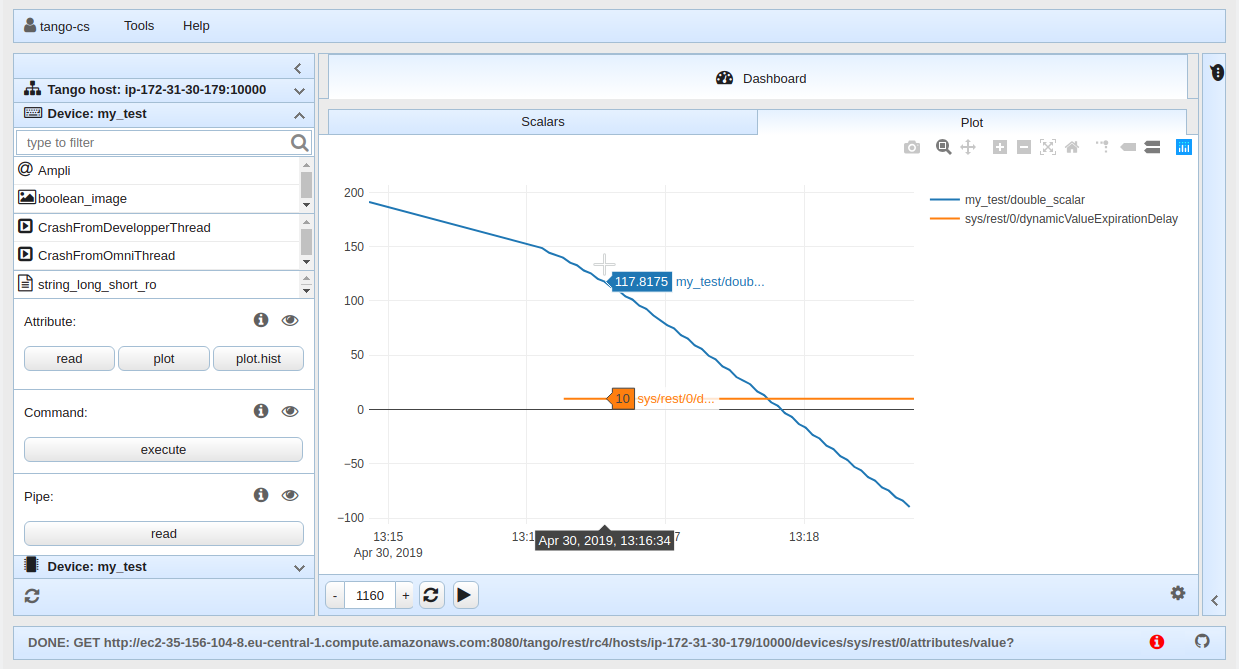 tango-cs Tools Help
Tango host: ip-172-31-30-179:10000
Device: my_test
type to filter
@ Ampli
boolean_image
CrashFromDevelopperThread
CrashFromOmniThread
string_long_short_ro
Attribute:
read plot plot.hist
Command:
execute
Pipe:
read
Device: my_test
Dashboard
Scalars Plot
200
150
100
50
0
−50
−100
117.8175 my_test/doub...
10 sys/rest/0/d...
13:15 13:1 7 13:18
Apr 30, 2019
Apr 30, 2019, 13:16:34
my_test/double_scalar
sys/rest/0/dynamicValueExpirationDelay
- 1160 +
DONE: GET http://ec2-35-156-104-8.eu-central-1.compute.amazonaws.com:8080/tango/rest/rc4/hosts/ip-172-31-30-179/10000/devices/sys/rest/0/attributes/value?